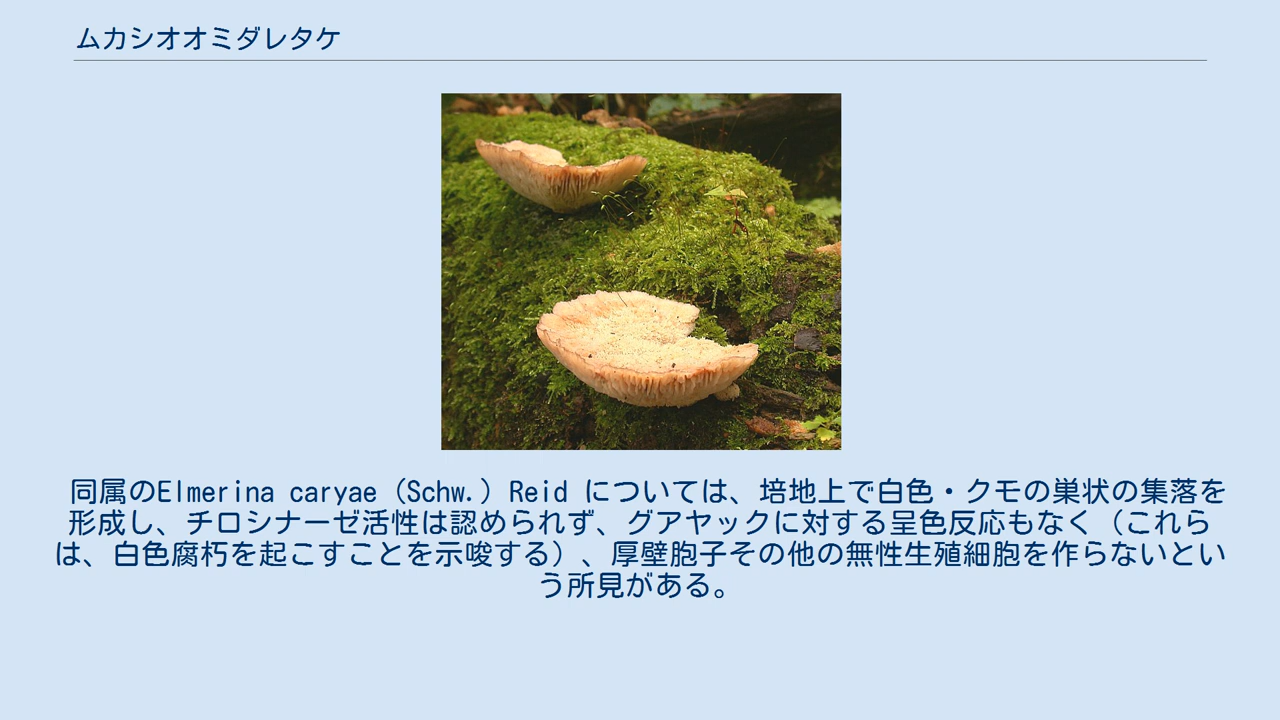 ムカシオオミダレタケ
同属のElmerina caryae（Schw.）Reid については、培地上で白色・クモの巣状の集落を
形成し、チロシナーゼ活性は認められず、グアヤックに対する呈色反応もなく（これら
は、白色腐朽を起こすことを示唆する）、厚壁胞子その他の無性生殖細胞を作らないとい
う所見がある。